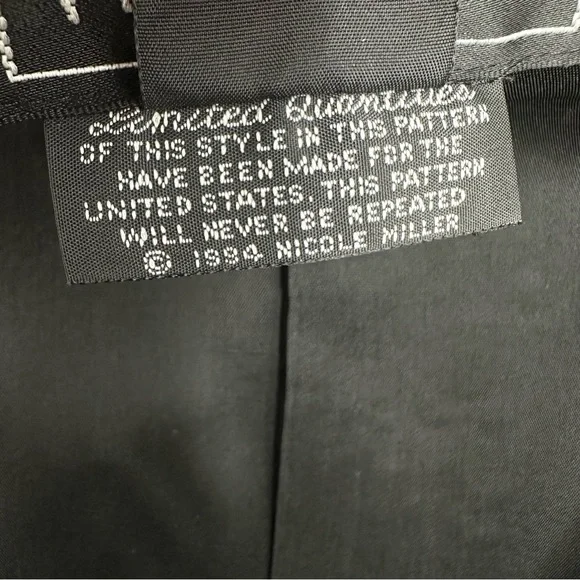 Limited Quantities
OF THIS STYLE IN THIS PATTERN
HAVE BEEN MADE FOR THE
UNITED STATES. THIS PATTERN
WILL NEVER BE REPEATED
© 1994 NICOLE MILLER